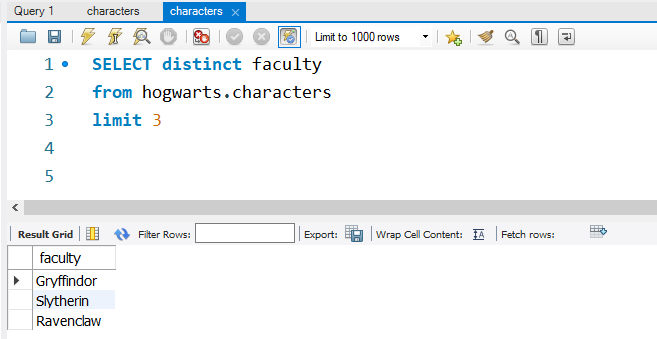 Query 1 characters characters ×
Limit to 1000 rows
1 SELECT distinct faculty
2 from hogwarts.characters
3 limit 3
4
5
Result Grid Filter Rows: Export: Wrap Cell Content: IA Fetch rows:
faculty
Gryffindor
Slytherin
Ravenclaw